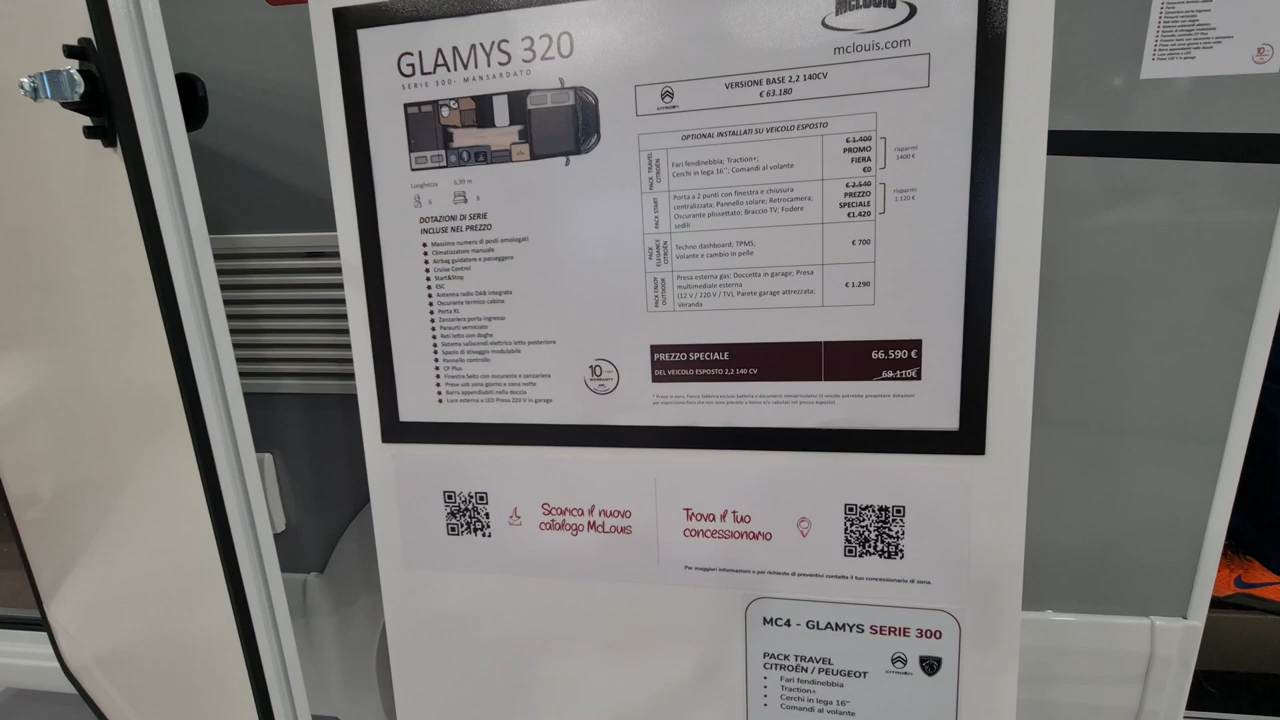 McLOUIS
mclouis.com
GLAMYS 320
SERIE 300- MANSARDATO
Lunghezza 6,99 m
6 8
DOTAZIONI DI SERIE
INCLUSE NEL PREZZO
Massimo numero di posti omologati
Climatizzatore manuale
Airbag guidatore e passeggero
Cruise Control
Start&Stop
ESC
Antenna radio DAB integrata
Oscurante termico cabina
Porta XL
Zanzariera porta ingresso
Paraurti verniciato
Reti letto con doghe
Sistema saliscendi elettrico letto posteriore
Spazio di stivaggio modulabile
Pannello controllo
CP Plus
Finestre Seitz con oscurante e zanzariera
Prese usb zona giorno e zona notte
Barra appendiabiti nella doccia
Luce esterna a LED Presa 220 V in garage
10
WARRANTY
CITROËN
VERSIONE BASE 2,2 140CV
€ 63.180
OPTIONAL INSTALLATI SU VEICOLO ESPOSTO
PACK TRAVEL
CITROËN
Fari fendinebbia; Traction+;
Cerchi in lega 16"; Comandi al volante
€ 1.400
PROMO
FIERA
€0
risparmi
1400 €
PACK START
Porta a 2 punti con finestra e chiusura
centralizzata; Pannello solare; Retrocamera;
Oscurante plissettato; Braccio TV; Fodere
sedili
€ 2.540
PREZZO
SPECIALE
€1.420
risparmi
1.120 €
PACK
ELEGANCE
CITROËN
Techno dashboard; TPMS;
Volante e cambio in pelle
€ 700
PACK ENJOY
OUTDOOR
Presa esterna gas; Doccetta in garage; Presa
multimediale esterna
(12 V / 220 V / TV), Parete garage attrezzata;
Veranda
€ 1.290
PREZZO SPECIALE 66.590 €
DEL VEICOLO ESPOSTO 2,2 140 CV 69.110€
Scarica il nuovo
catalogo McLouis
Trova il tuo
concessionario
Per maggiori informazioni o per richieste di preventivi contatta il tuo concessionario di zona.
MC4 - GLAMYS SERIE 300
PACK TRAVEL
CITROËN / PEUGEOT
CITROËN
Fari fendinebbia
Traction+
Cerchi in lega 16"
Comandi al volante